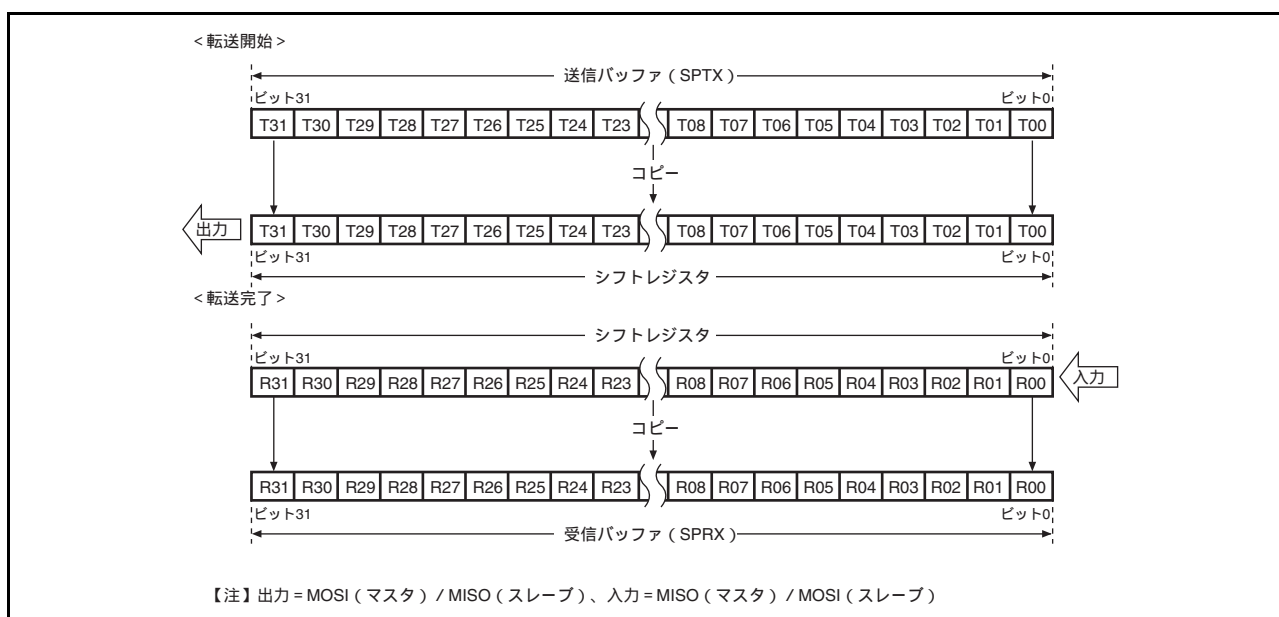 <転送開始>
送信バッファ(SPTX)
ビット31 ビット0
T31 T30 T29 T28 T27 T26 T25 T24 T23 T08 T07 T06 T05 T04 T03 T02 T01 T00
コピー
出力 T31 T30 T29 T28 T27 T26 T25 T24 T23 T08 T07 T06 T05 T04 T03 T02 T01 T00
ビット31 ビット0
シフトレジスタ
<転送完了>
シフトレジスタ
ビット31 ビット0
R31 R30 R29 R28 R27 R26 R25 R24 R23 R08 R07 R06 R05 R04 R03 R02 R01 R00 入力
コピー
R31 R30 R29 R28 R27 R26 R25 R24 R23 R08 R07 R06 R05 R04 R03 R02 R01 R00
ビット31 ビット0
受信バッファ(SPRX)
【注】出力=MOSI(マスタ)/MISO(スレーブ)、入力=MISO(マスタ)/MOSI(スレーブ)